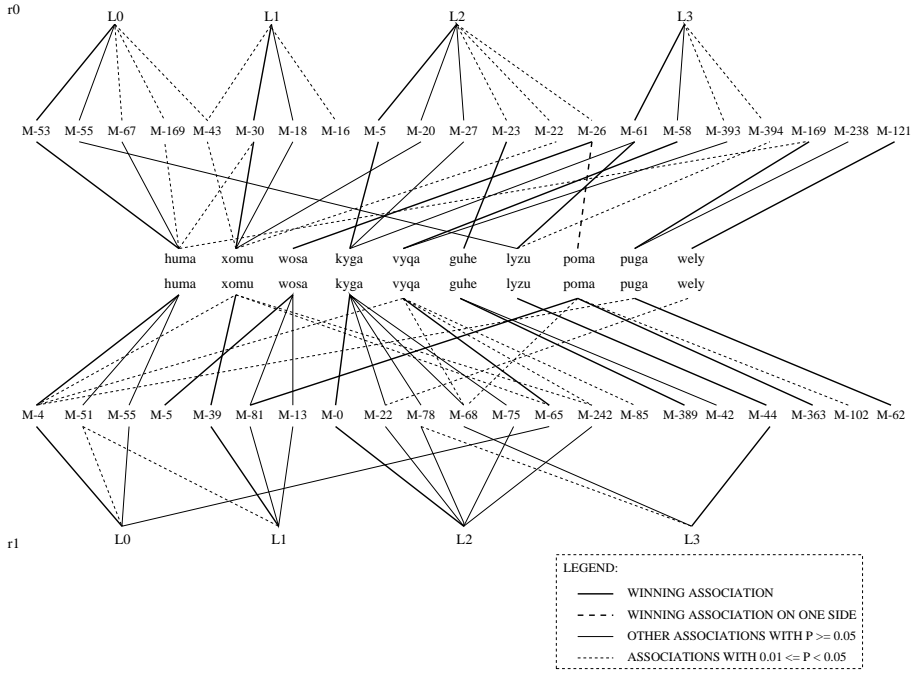 r0
L0 L1 L2 L3
M-53 M-55 M-67 M-169 M-43 M-30 M-18 M-16 M-5 M-20 M-27 M-23 M-22 M-26 M-61 M-58 M-393 M-394 M-169 M-238 M-121
huma xomu wosa kyga vyqa guhe lyzu poma puga wely
huma xomu wosa kyga vyqa guhe lyzu poma puga wely
M-4 M-51 M-55 M-5 M-39 M-81 M-13 M-0 M-22 M-78 M-68 M-75 M-65 M-242 M-85 M-389 M-42 M-44 M-363 M-102 M-62
L0 L1 L2 L3
r1
LEGEND:
WINNING ASSOCIATION
WINNING ASSOCIATION ON ONE SIDE
OTHER ASSOCIATIONS WITH P >= 0.05
ASSOCIATIONS WITH 0.01 <= P < 0.05